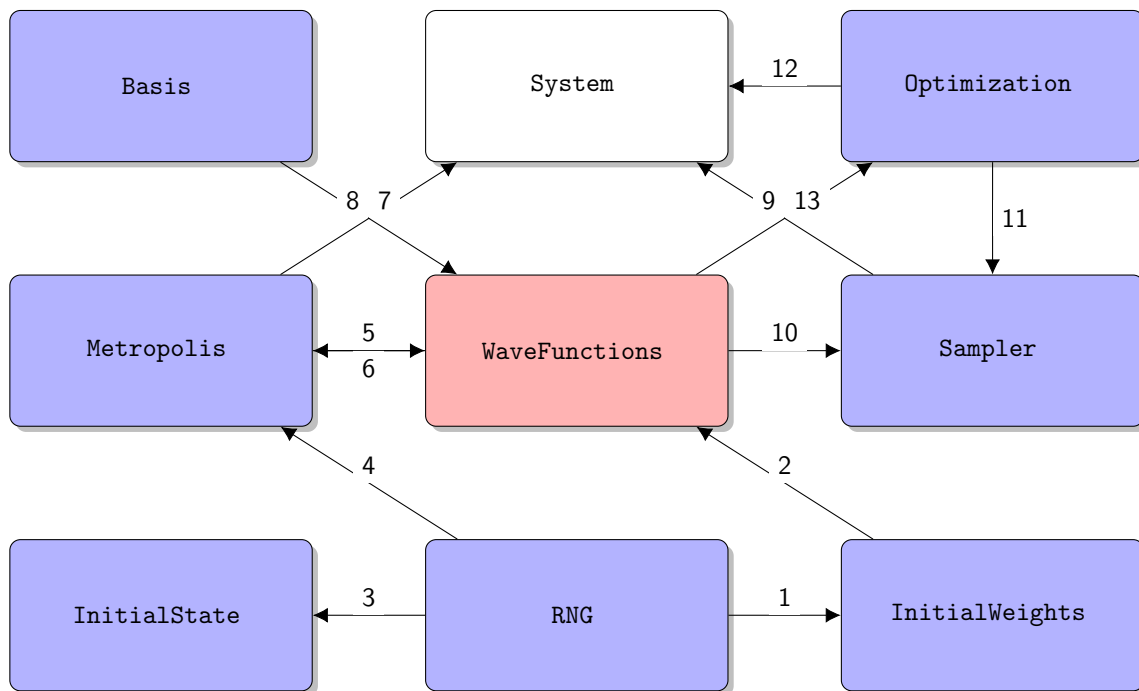 Basis
System
Optimization
12
8
7
9
13
11
Metropolis
5
6
WaveFunctions
10
Sampler
4
2
InitialState
3
RNG
1
InitialWeights